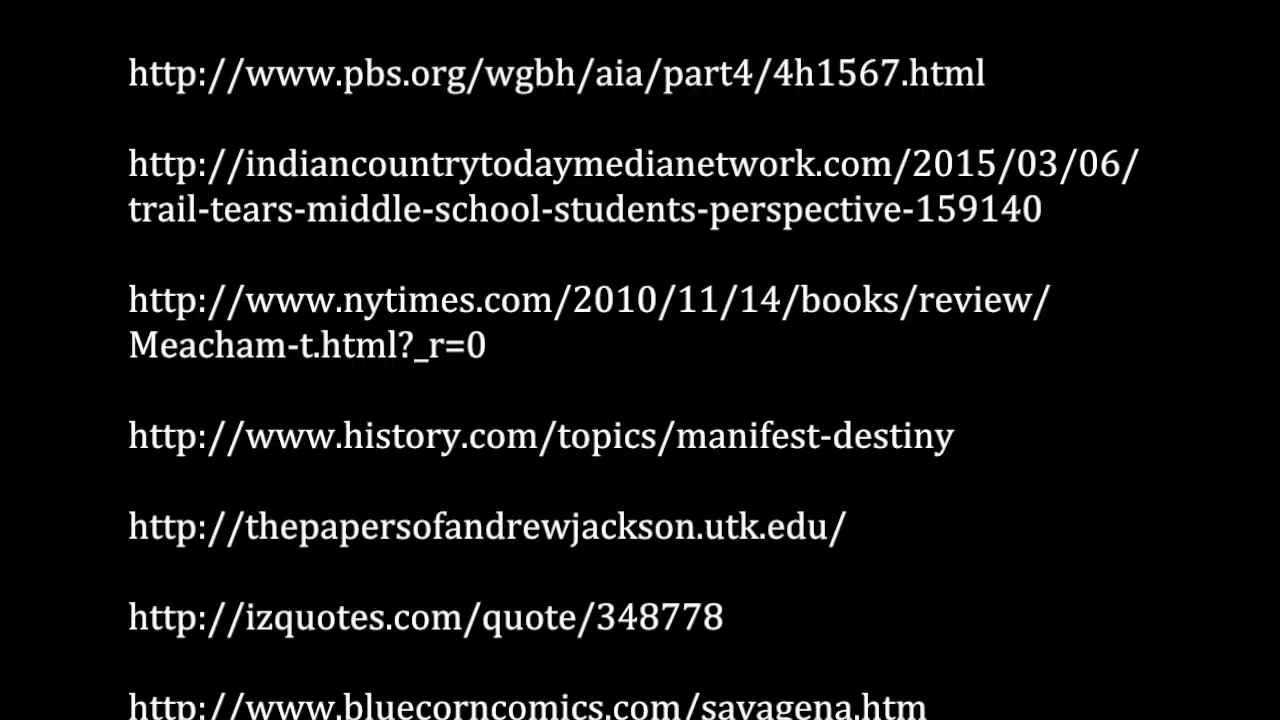 http://www.pbs.org/wgbh/aia/part4/4h1567.html
http://indiancountrytodaymedianetwork.com/2015/03/06/
trail-tears-middle-school-students-perspective-159140
http://www.nytimes.com/2010/11/14/books/review/
Meacham-t.html?_r=0
http://www.history.com/topics/manifest-destiny
http://thepapersofandrewjackson.utk.edu/
http://izquotes.com/quote/348778
http://www.bluecorncomics.com/savagena.htm